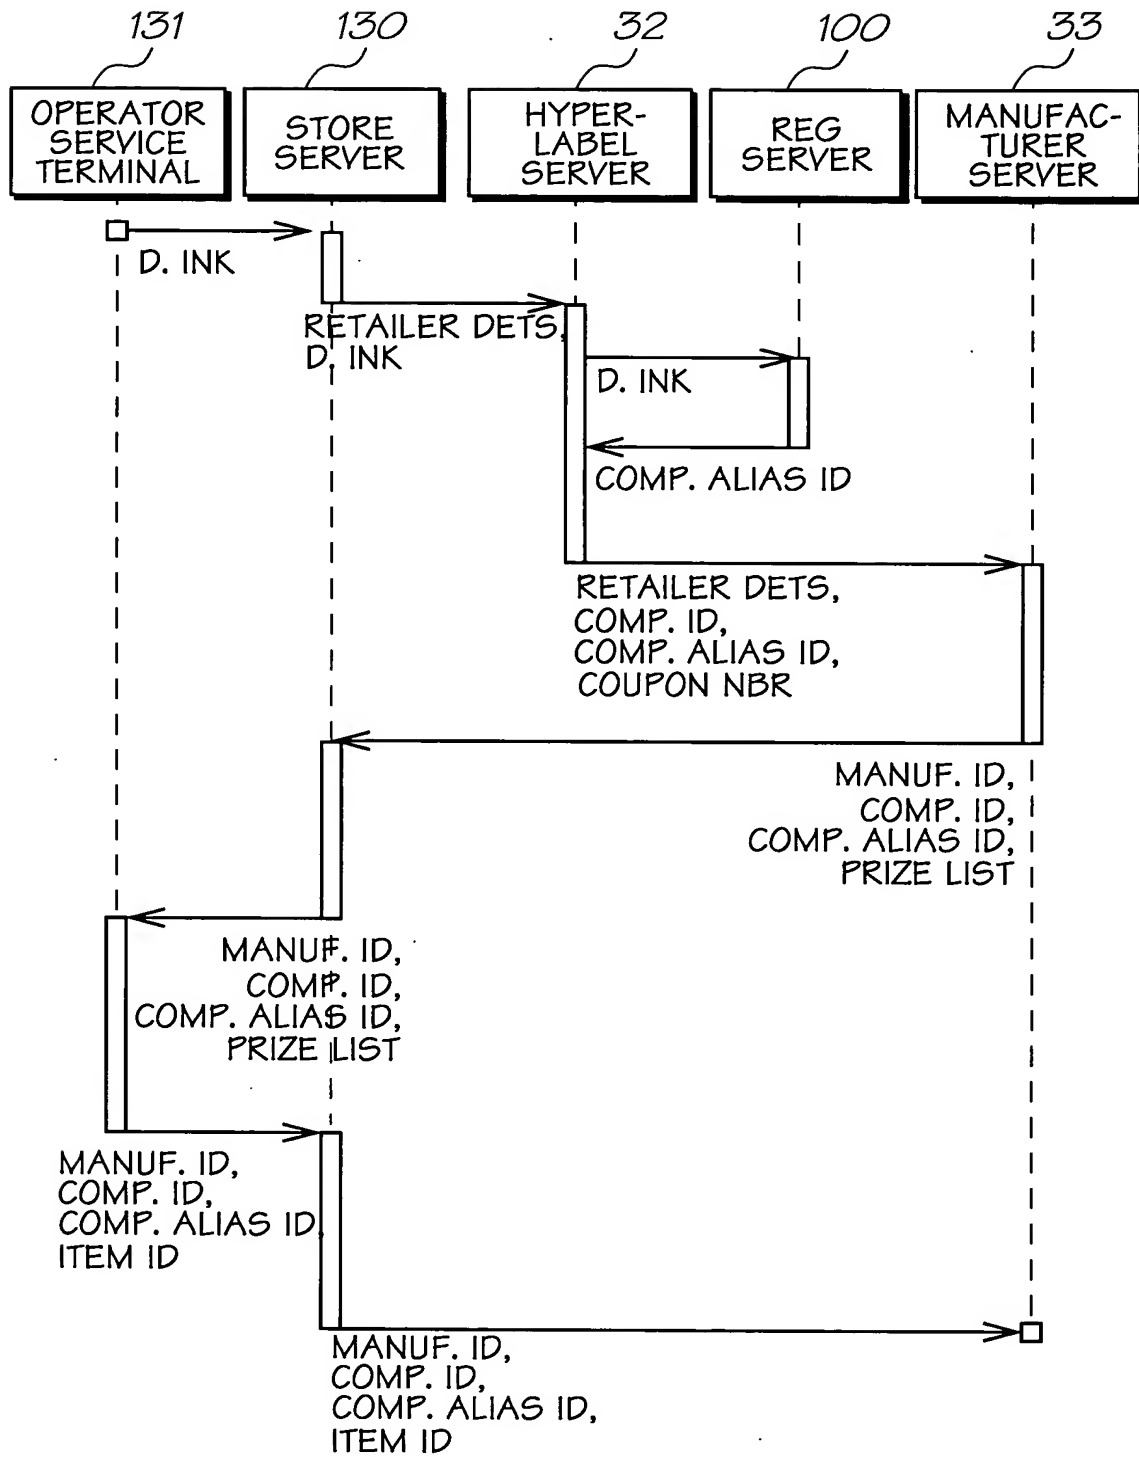 131
130
32
100
33
OPERATOR
SERVICE
TERMINAL
STORE
SERVER
HYPER-
LABEL
SERVER
REG
SERVER
MANUFAC-
TURER
SERVER
D. INK
RETAILER DETS,
D. INK
D. INK
COMP. ALIAS ID
RETAILER DETS,
COMP. ID,
COMP. ALIAS ID,
COUPON NBR
MANUF. ID,
COMP. ID,
COMP. ALIAS ID,
PRIZE LIST
MANUF. ID,
COMP. ID,
COMP. ALIAS ID,
PRIZE LIST
MANUF. ID,
COMP. ID,
COMP. ALIAS ID
ITEM ID
MANUF. ID,
COMP. ID,
COMP. ALIAS ID,
ITEM ID